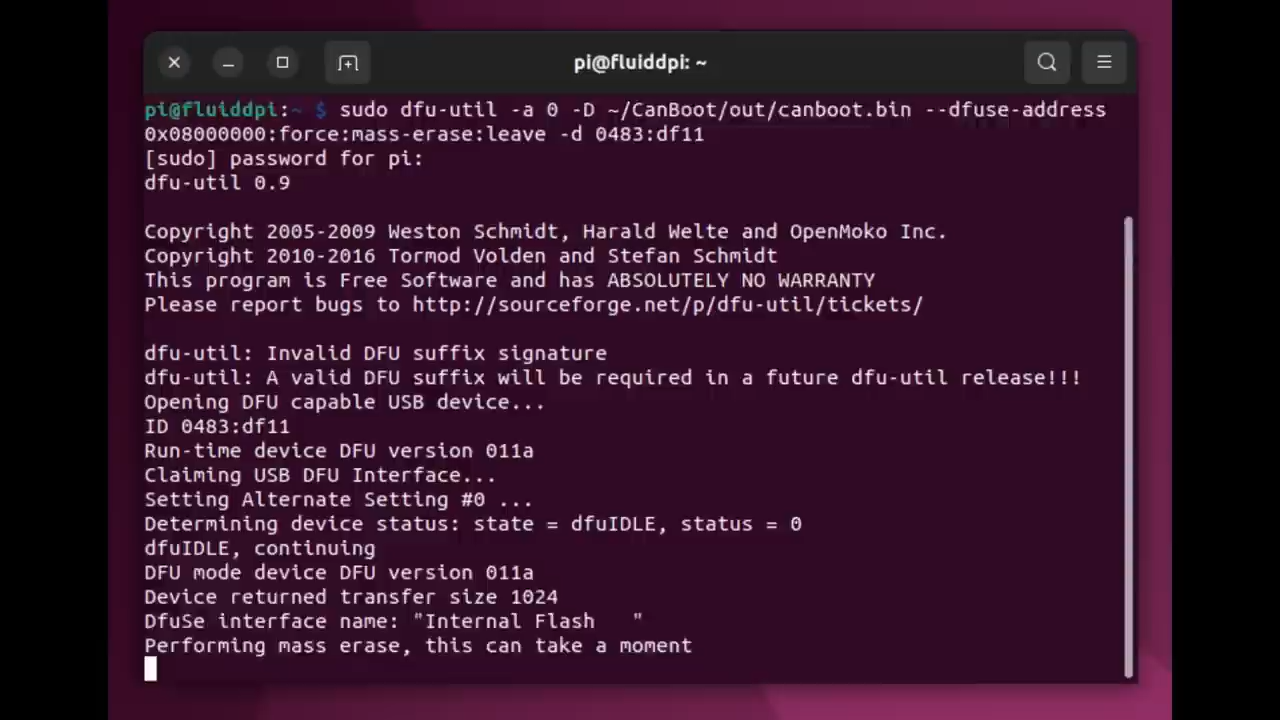 pi@fluiddpi: ~
pi@fluiddpi:~ $ sudo dfu-util -a 0 -D ~/CanBoot/out/canboot.bin --dfuse-address
0x08000000:force:mass-erase:leave -d 0483:df11
[sudo] password for pi:
dfu-util 0.9
Copyright 2005-2009 Weston Schmidt, Harald Welte and OpenMoko Inc.
Copyright 2010-2016 Tormod Volden and Stefan Schmidt
This program is Free Software and has ABSOLUTELY NO WARRANTY
Please report bugs to http://sourceforge.net/p/dfu-util/tickets/
dfu-util: Invalid DFU suffix signature
dfu-util: A valid DFU suffix will be required in a future dfu-util release!!!
Opening DFU capable USB device...
ID 0483:df11
Run-time device DFU version 011a
Claiming USB DFU Interface...
Setting Alternate Setting #0 ...
Determining device status: state = dfuIDLE, status = 0
dfuIDLE, continuing
DFU mode device DFU version 011a
Device returned transfer size 1024
DfuSe interface name: "Internal Flash   "
Performing mass erase, this can take a moment